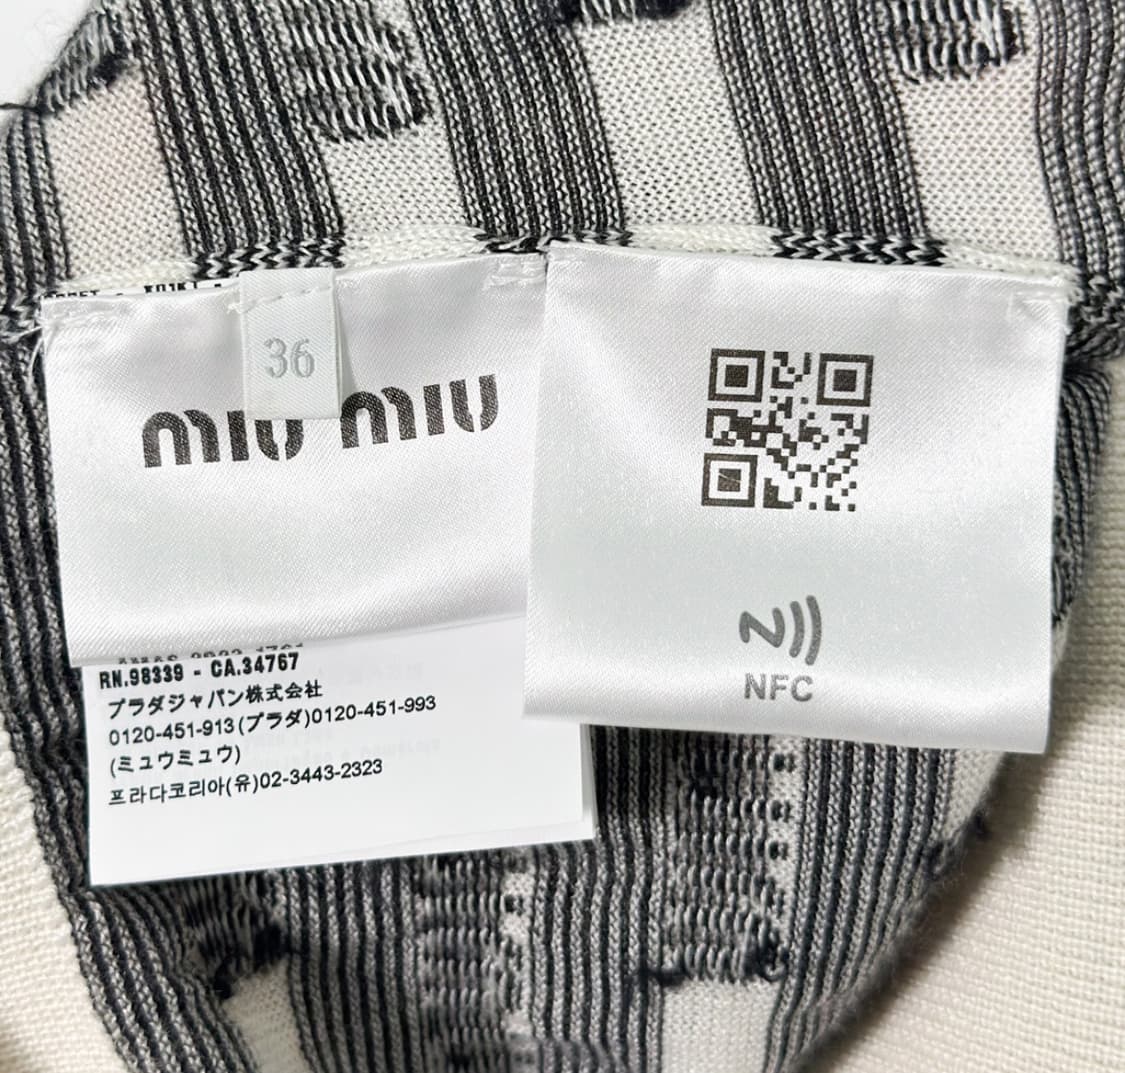 36
miu miu
NFC
RN.98339 - CA.34767
プラダジャパン株式会社
0120-451-913(プラダ)0120-451-993
(ミュウミュウ)
프라다코리아(유)02-3443-2323